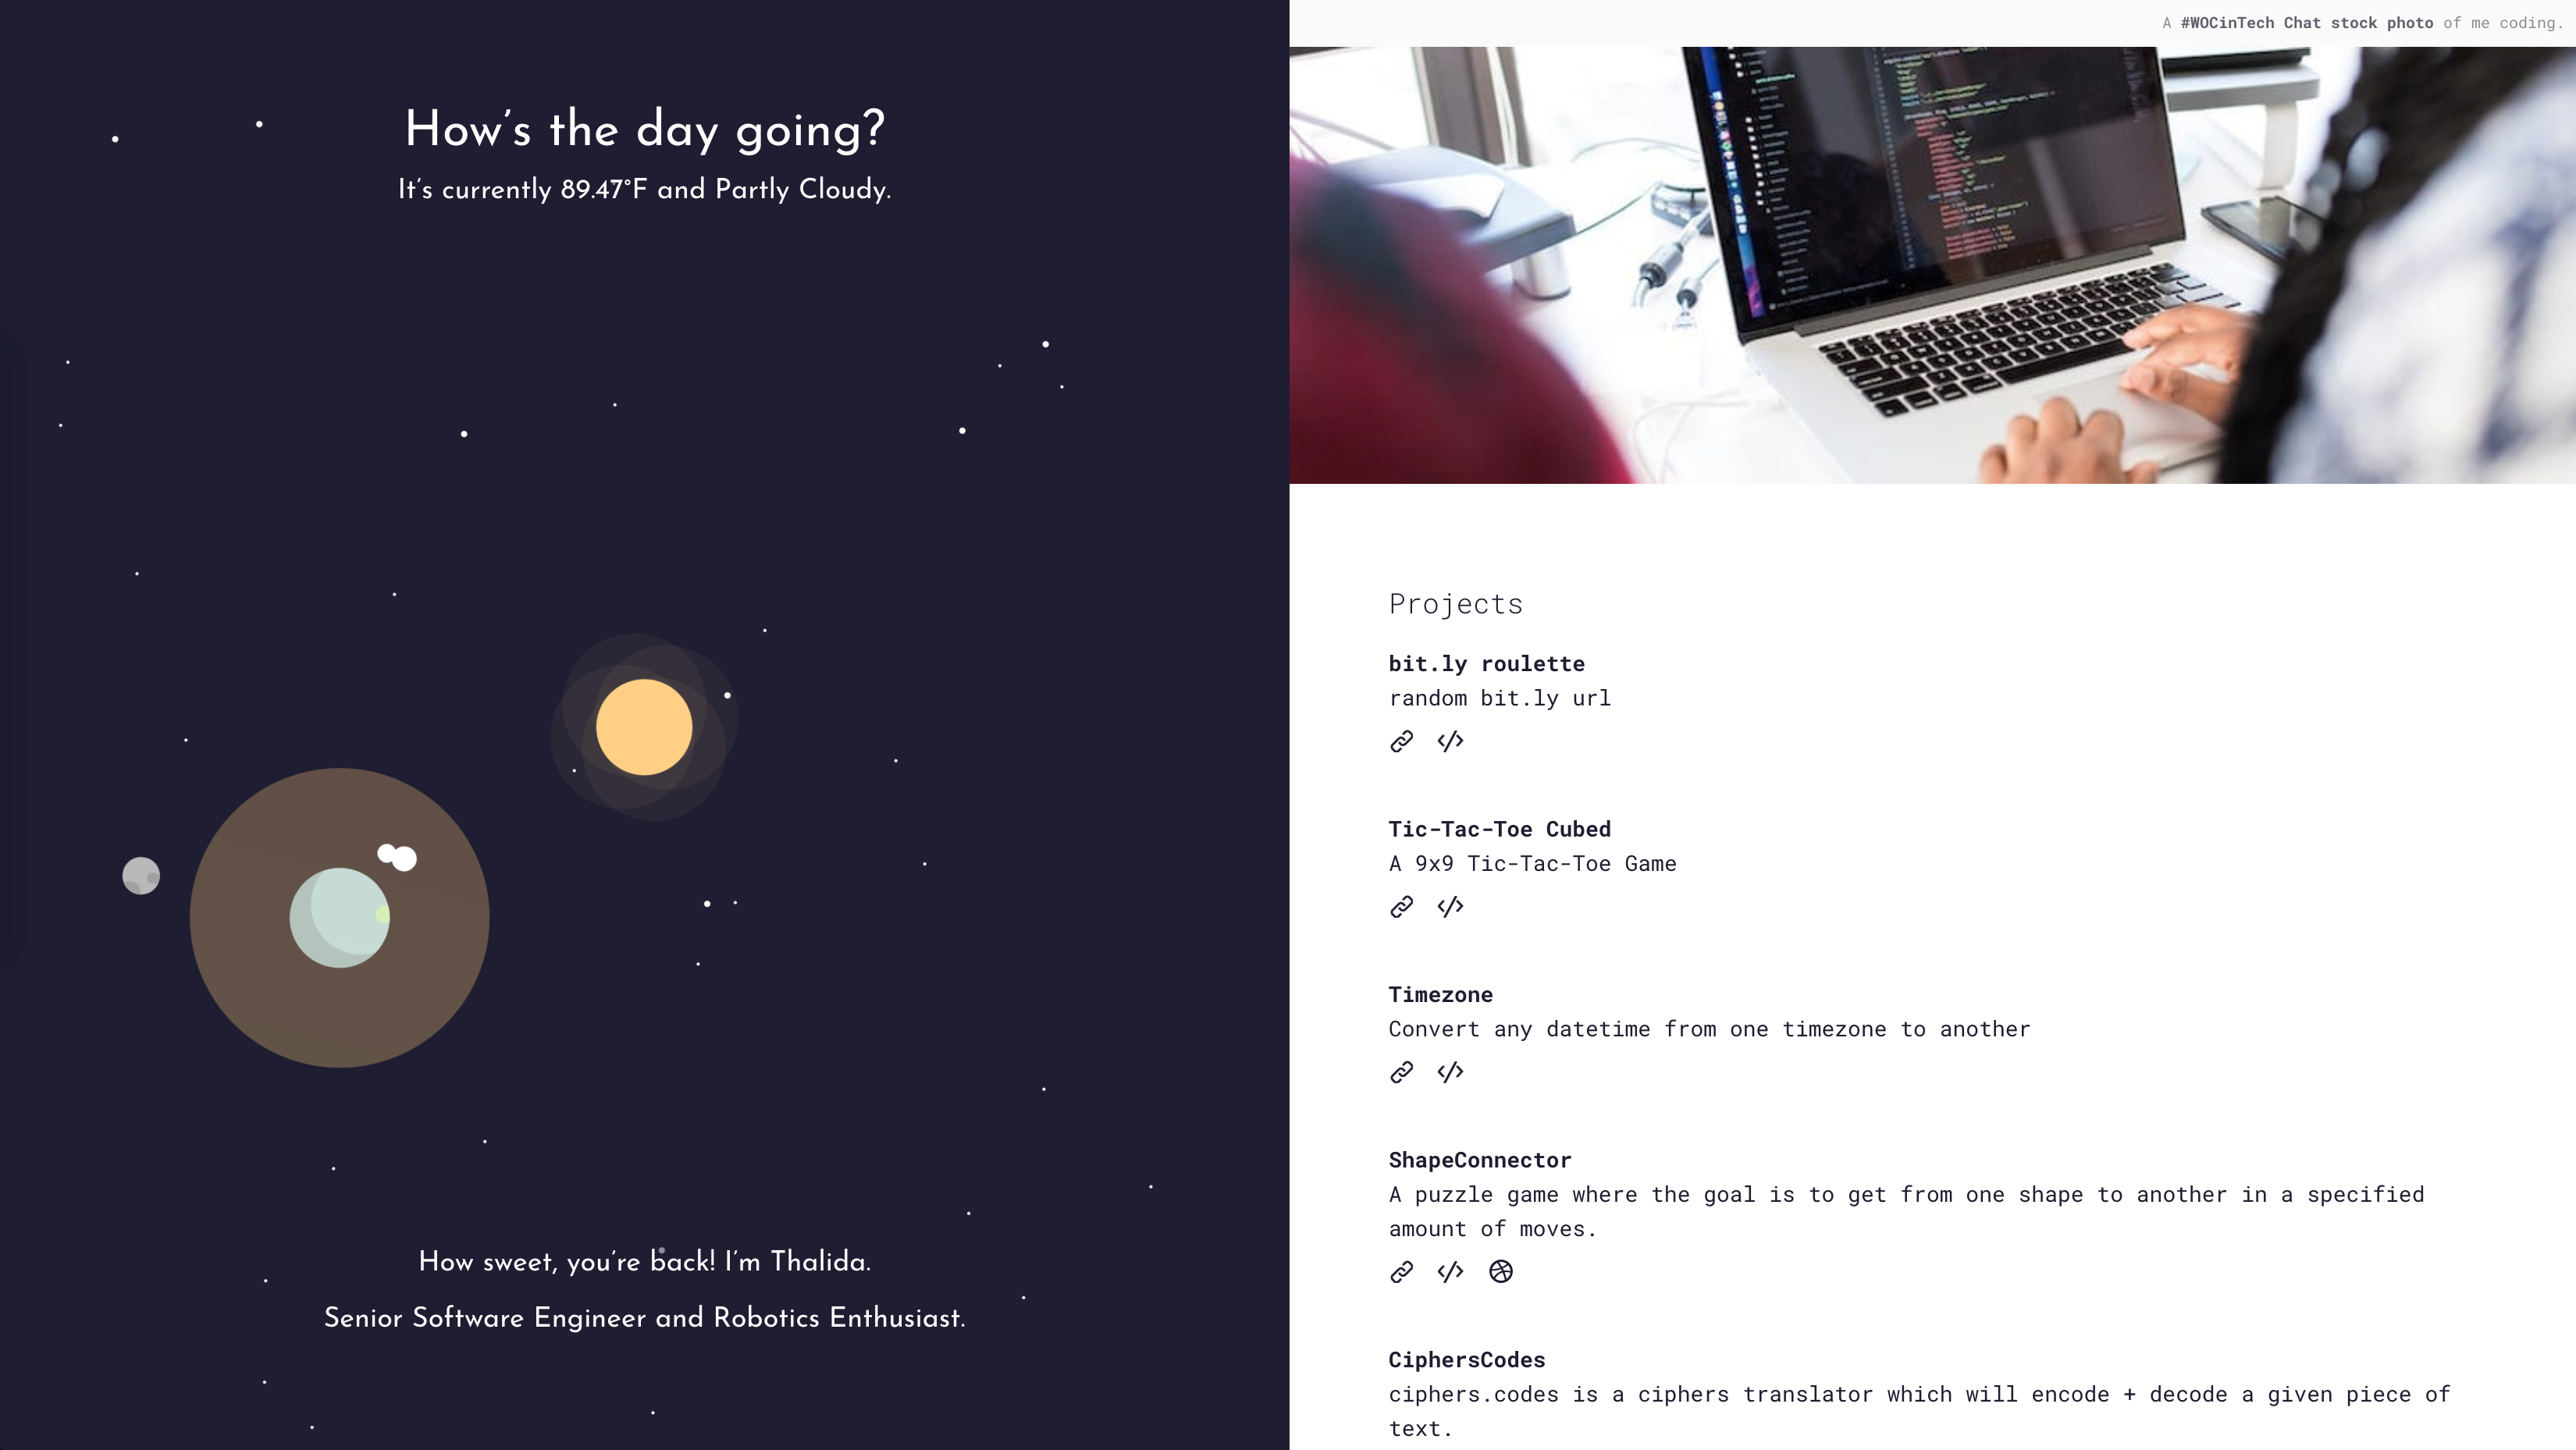 How’s the day going?
It’s currently 89.47°F and Partly Cloudy.
How sweet, you’re back! I’m Thalida.
Senior Software Engineer and Robotics Enthusiast.
A #WOCinTech Chat stock photo of me coding.
Projects
bit.ly roulette
random bit.ly url
Tic-Tac-Toe Cubed
A 9x9 Tic-Tac-Toe Game
Timezone
Convert any datetime from one timezone to another
ShapeConnector
A puzzle game where the goal is to get from one shape to another in a specified
amount of moves.
CiphersCodes
ciphers.codes is a ciphers translator which will encode + decode a given piece of
text.